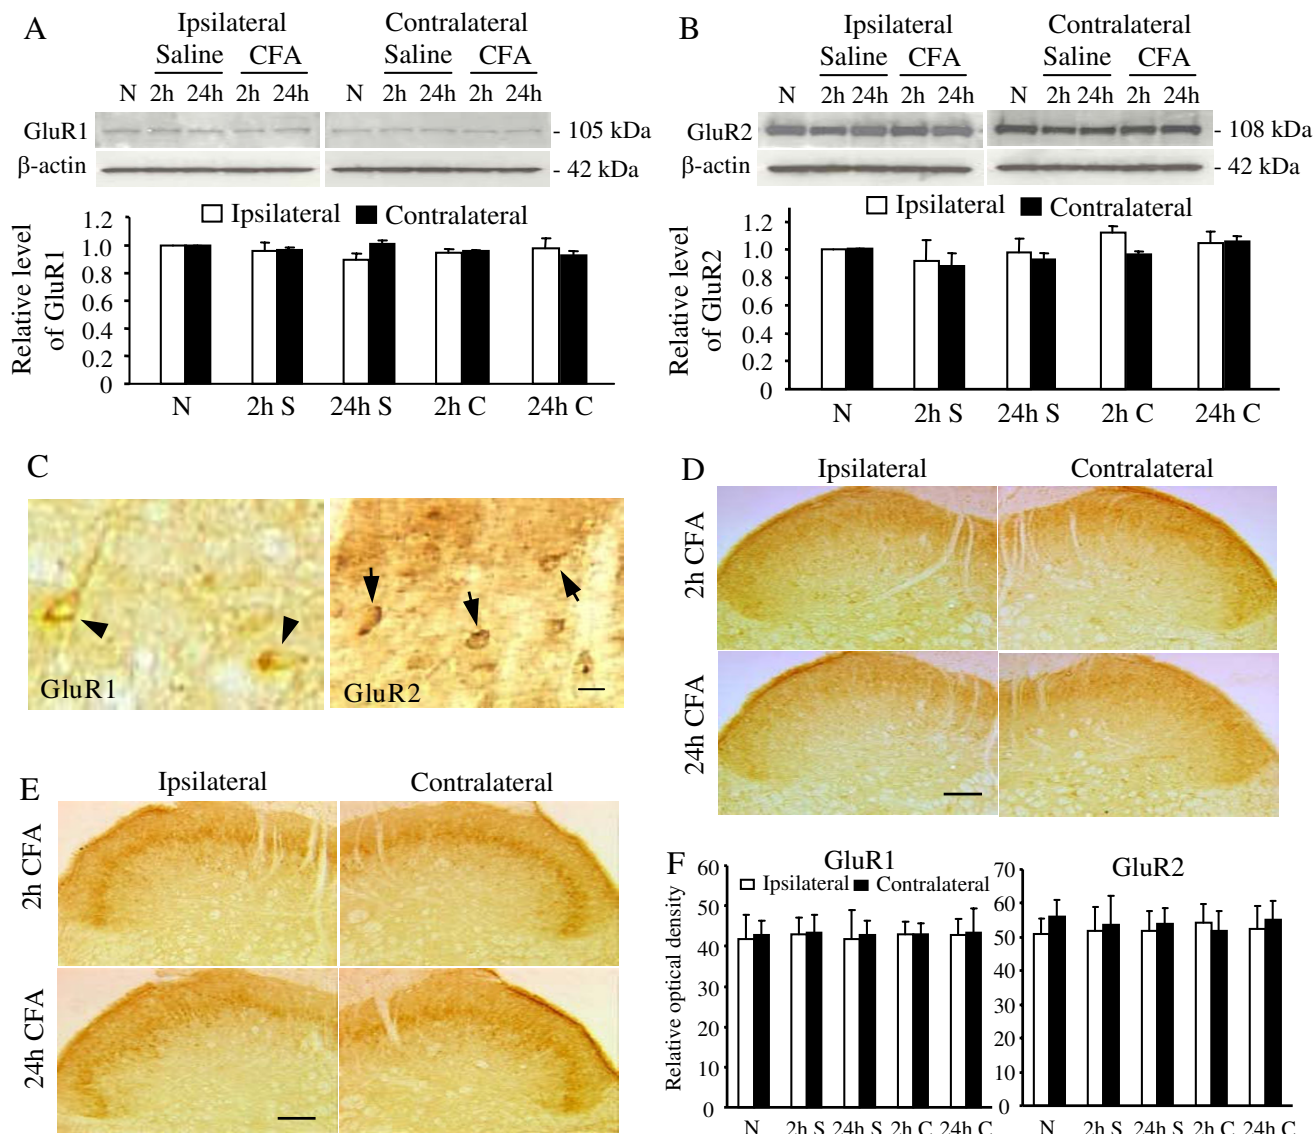 A
Ipsilateral
Contralateral
Saline
CFA
Saline
CFA
N
2h
24h
2h
24h
N
2h
24h
2h
24h
GluR1
- 105 kDa
β-actin
- 42 kDa
Relative level
of GluR1
Ipsilateral
Contralateral
1.2
1.0
0.8
0.6
0.4
0.2
0
N
2h S
24h S
2h C
24h C
B
Ipsilateral
Contralateral
Saline
CFA
Saline
CFA
N
2h
24h
2h
24h
N
2h
24h
2h
24h
GluR2
- 108 kDa
β-actin
- 42 kDa
Relative level
of GluR2
Ipsilateral
Contralateral
1.2
1.0
0.8
0.6
0.4
0.2
0
N
2h S
24h S
2h C
24h C
C
GluR1
GluR2
D
Ipsilateral
Contralateral
2h CFA
24h CFA
E
Ipsilateral
Contralateral
2h CFA
24h CFA
F
Relative optical density
GluR1
Ipsilateral
Contralateral
60
50
40
30
20
10
0
N
2h S
24h S
2h C
24h C
GluR2
70
60
50
40
30
20
10
0
N
2h S
24h S
2h C
24h C